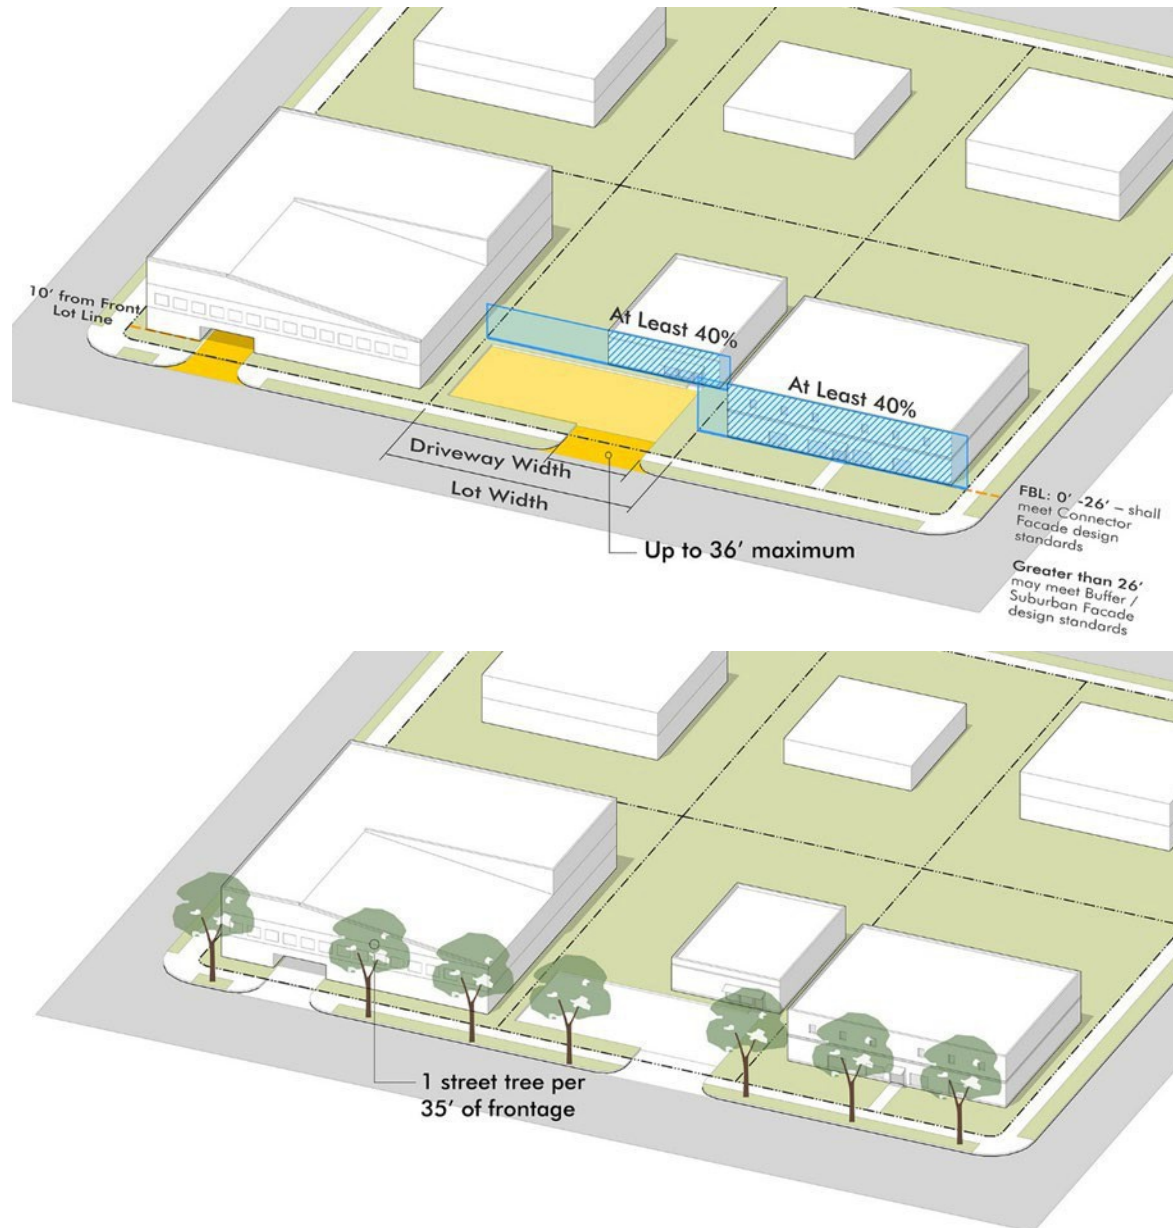 10' from Front
Lot Line
At Least 40%
At Least 40%
Driveway Width
Lot Width
Up to 36' maximum
FBL: 0' -26' – shall
meet Connector
Facade design
standards
Greater than 26'
may meet Buffer /
Suburban Facade
design standards
1 street tree per
35' of frontage